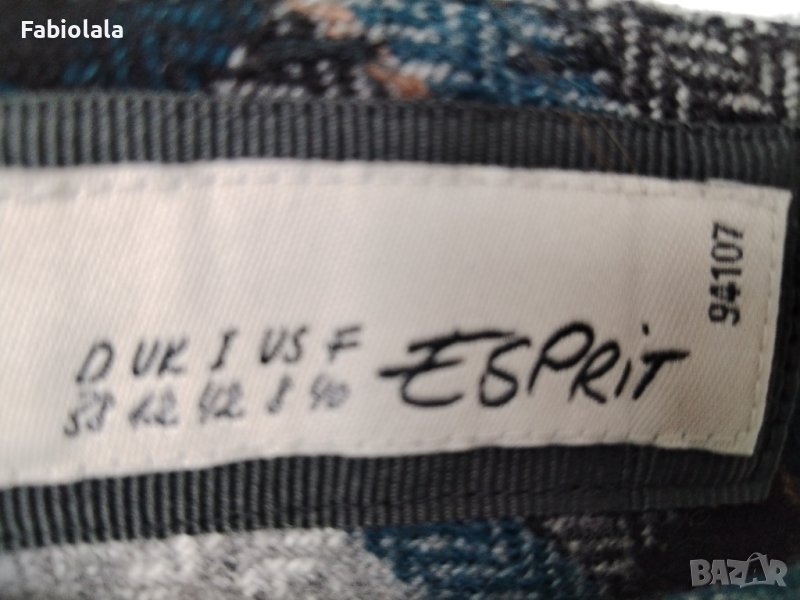 Fabiolala
94107
D UK I US F
38 12 42 8 40
ESPRIT
BAZAR